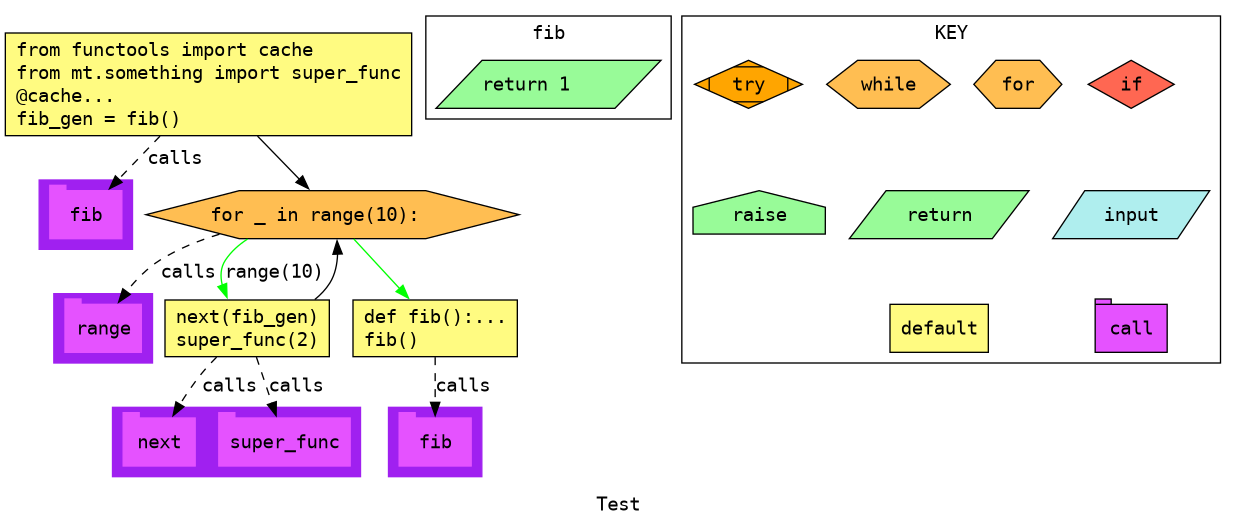 from functools import cache
from mt.something import super_func
@cache...
fib_gen = fib()
calls
fib
for _ in range(10):
calls
range(10)
range
next(fib_gen)
super_func(2)
def fib():...
fib()
calls
calls
calls
next
super_func
fib
fib
return 1
KEY
try
while
for
if
raise
return
input
default
call
Test